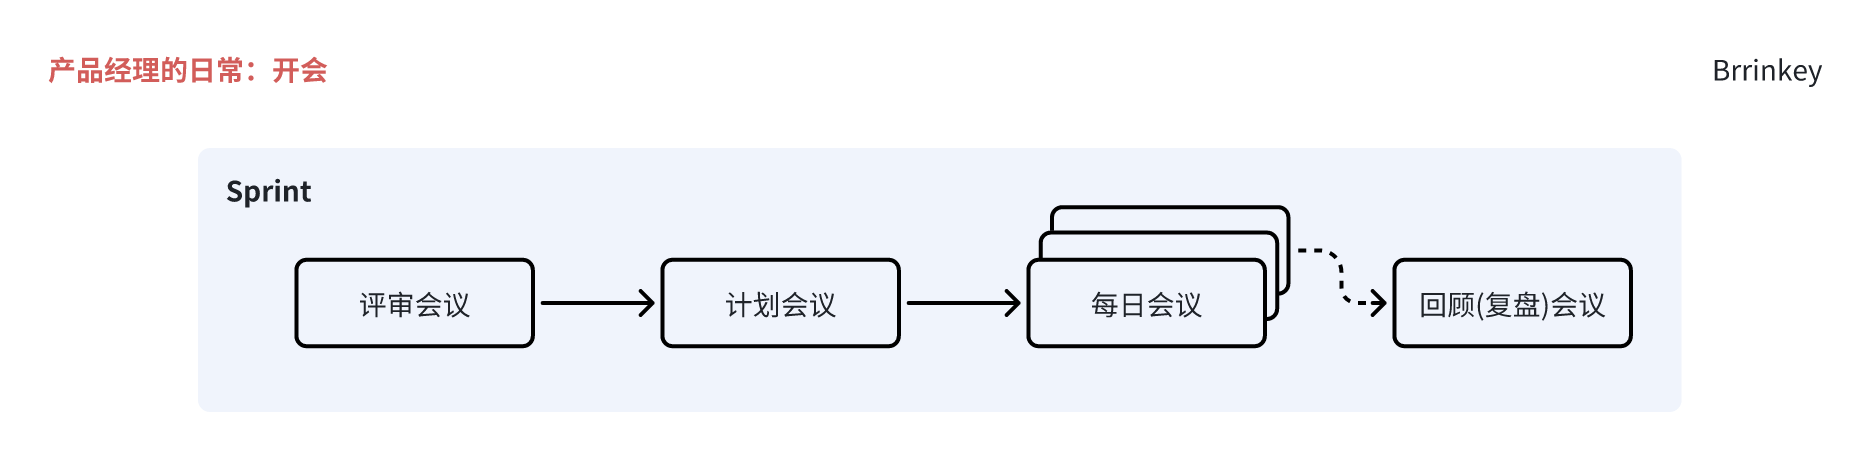 产品经理的日常：开会
Brrinkey
Sprint
评审会议
计划会议
每日会议
回顾(复盘)会议